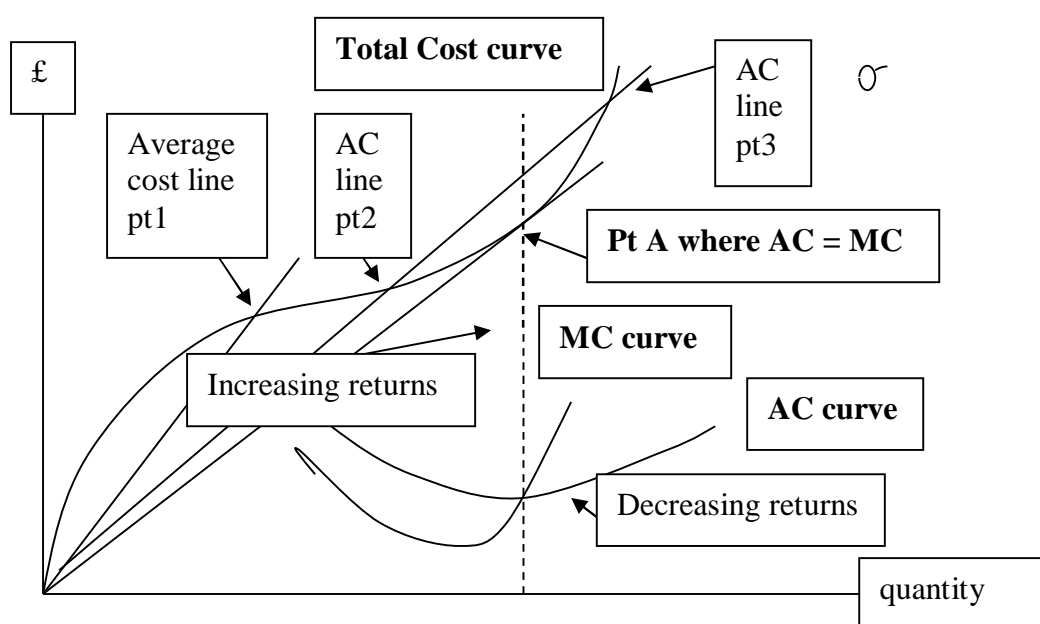 Total Cost curve
£
AC
line
pt3
Average
cost line
pt1
AC
line
pt2
Pt A where AC = MC
MC curve
Increasing returns
AC curve
Decreasing returns
quantity